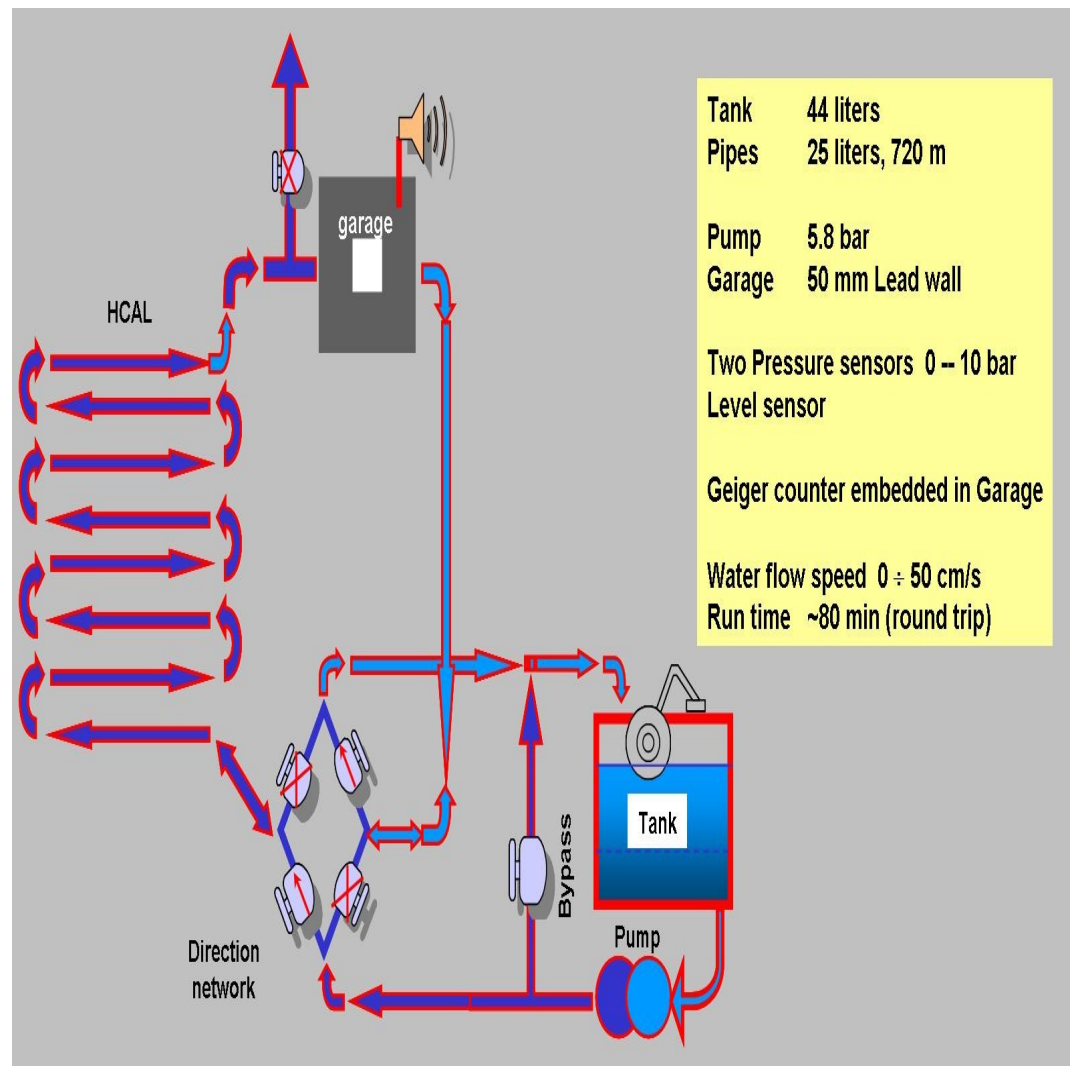 garage
HCAL
Tank 44 liters
Pipes 25 liters, 720 m
Pump 5.8 bar
Garage 50 mm Lead wall
Two Pressure sensors 0 -- 10 bar
Level sensor
Geiger counter embedded in Garage
Water flow speed 0 ÷ 50 cm/s
Run time ~80 min (round trip)
Tank
Bypass
Pump
Direction
network